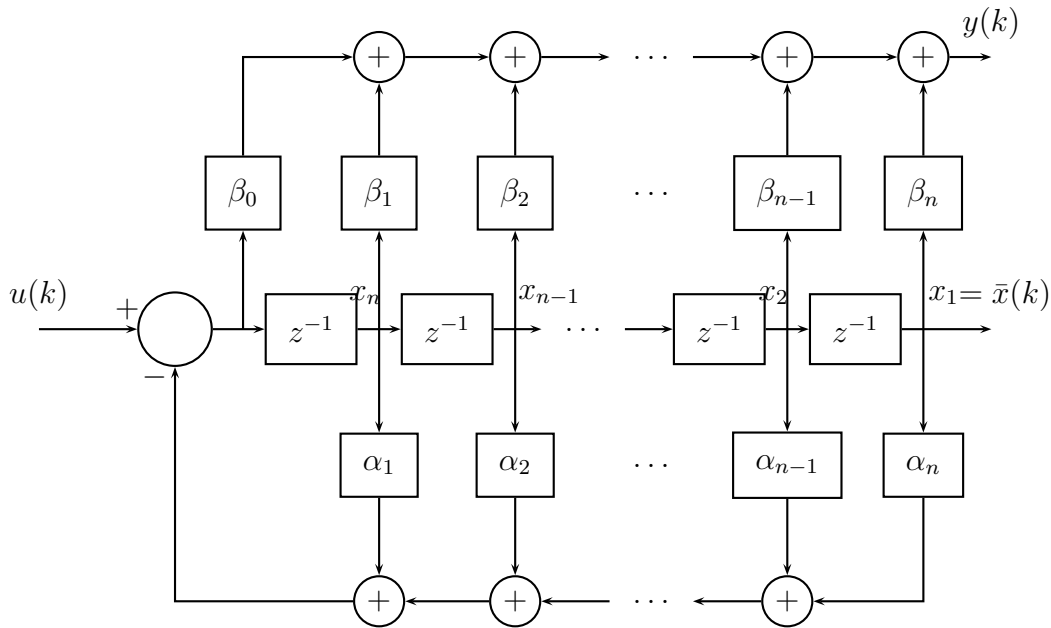 + + ⋯ + + y(k)
β₀ β₁ β₂ ⋯ βₙ₋₁ βₙ
u(k) + xₙ xₙ₋₁ x₂ x₁ = x̄(k)
z⁻¹ z⁻¹ ⋯ z⁻¹ z⁻¹
−
α₁ α₂ ⋯ αₙ₋₁ αₙ
+ + ⋯ +